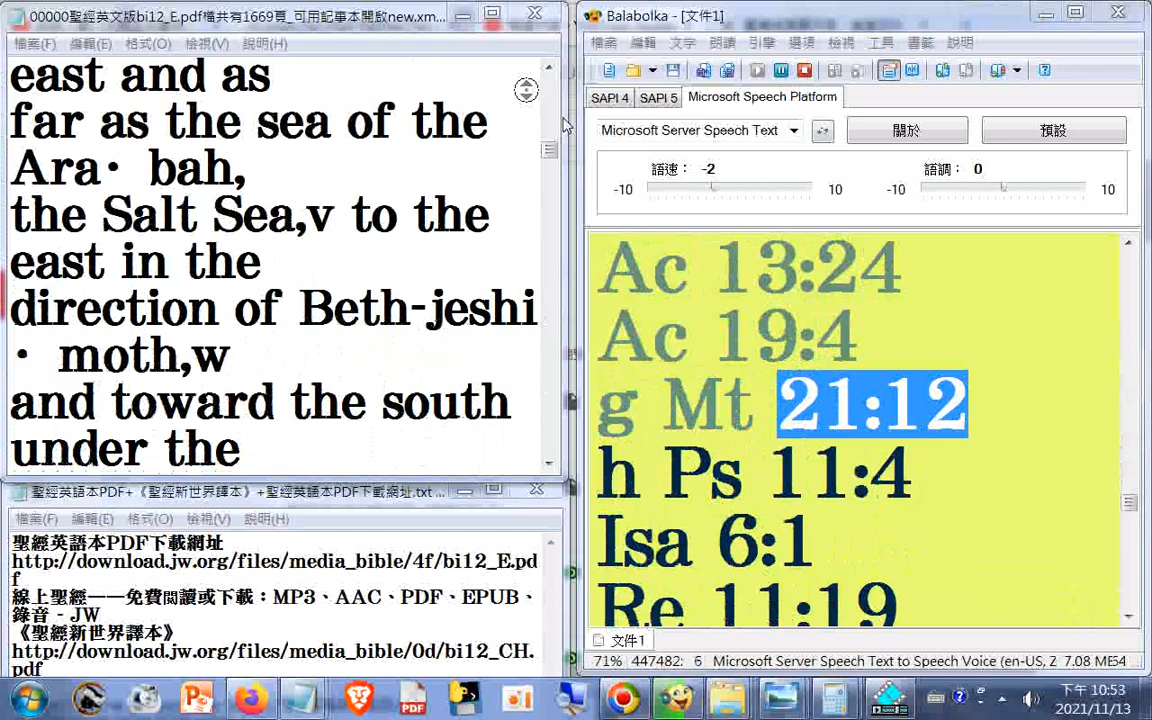 00000聖經英文版bi12_E.pdf檔共有1669頁_可用記事本開啟new.xm...
檔案(F) 編輯(E) 格式(O) 檢視(V) 說明(H)
east and as
far as the sea of the
Ara· bah,
the Salt Sea,v to the
east in the
direction of Beth-jeshi
· moth,w
and toward the south
under the
聖經英語本PDF+《聖經新世界譯本》+聖經英語本PDF下載網址.txt ...
檔案(F) 編輯(E) 格式(O) 檢視(V) 說明(H)
聖經英語本PDF下載網址
http://download.jw.org/files/media_bible/4f/bi12_E.pd
f
線上聖經——免費閱讀或下載：MP3、AAC、PDF、EPUB、
錄音 - JW
《聖經新世界譯本》
http://download.jw.org/files/media_bible/0d/bi12_CH.
pdf
Balabolka - [文件1]
檔案 編輯 文字 朗讀 引擎 選項 檢視 工具 書籤 說明
SAPI 4 SAPI 5 Microsoft Speech Platform
Microsoft Server Speech Text 關於 預設
語速： -2 語調： 0
-10 10 -10 10
Ac 13:24
Ac 19:4
g Mt 21:12
h Ps 11:4
Isa 6:1
Re 11:19
文件1
71% 447482: 6 Microsoft Server Speech Text to Speech Voice (en-US, Z 7.08 ME54
PDF
下午 10:53
2021/11/13